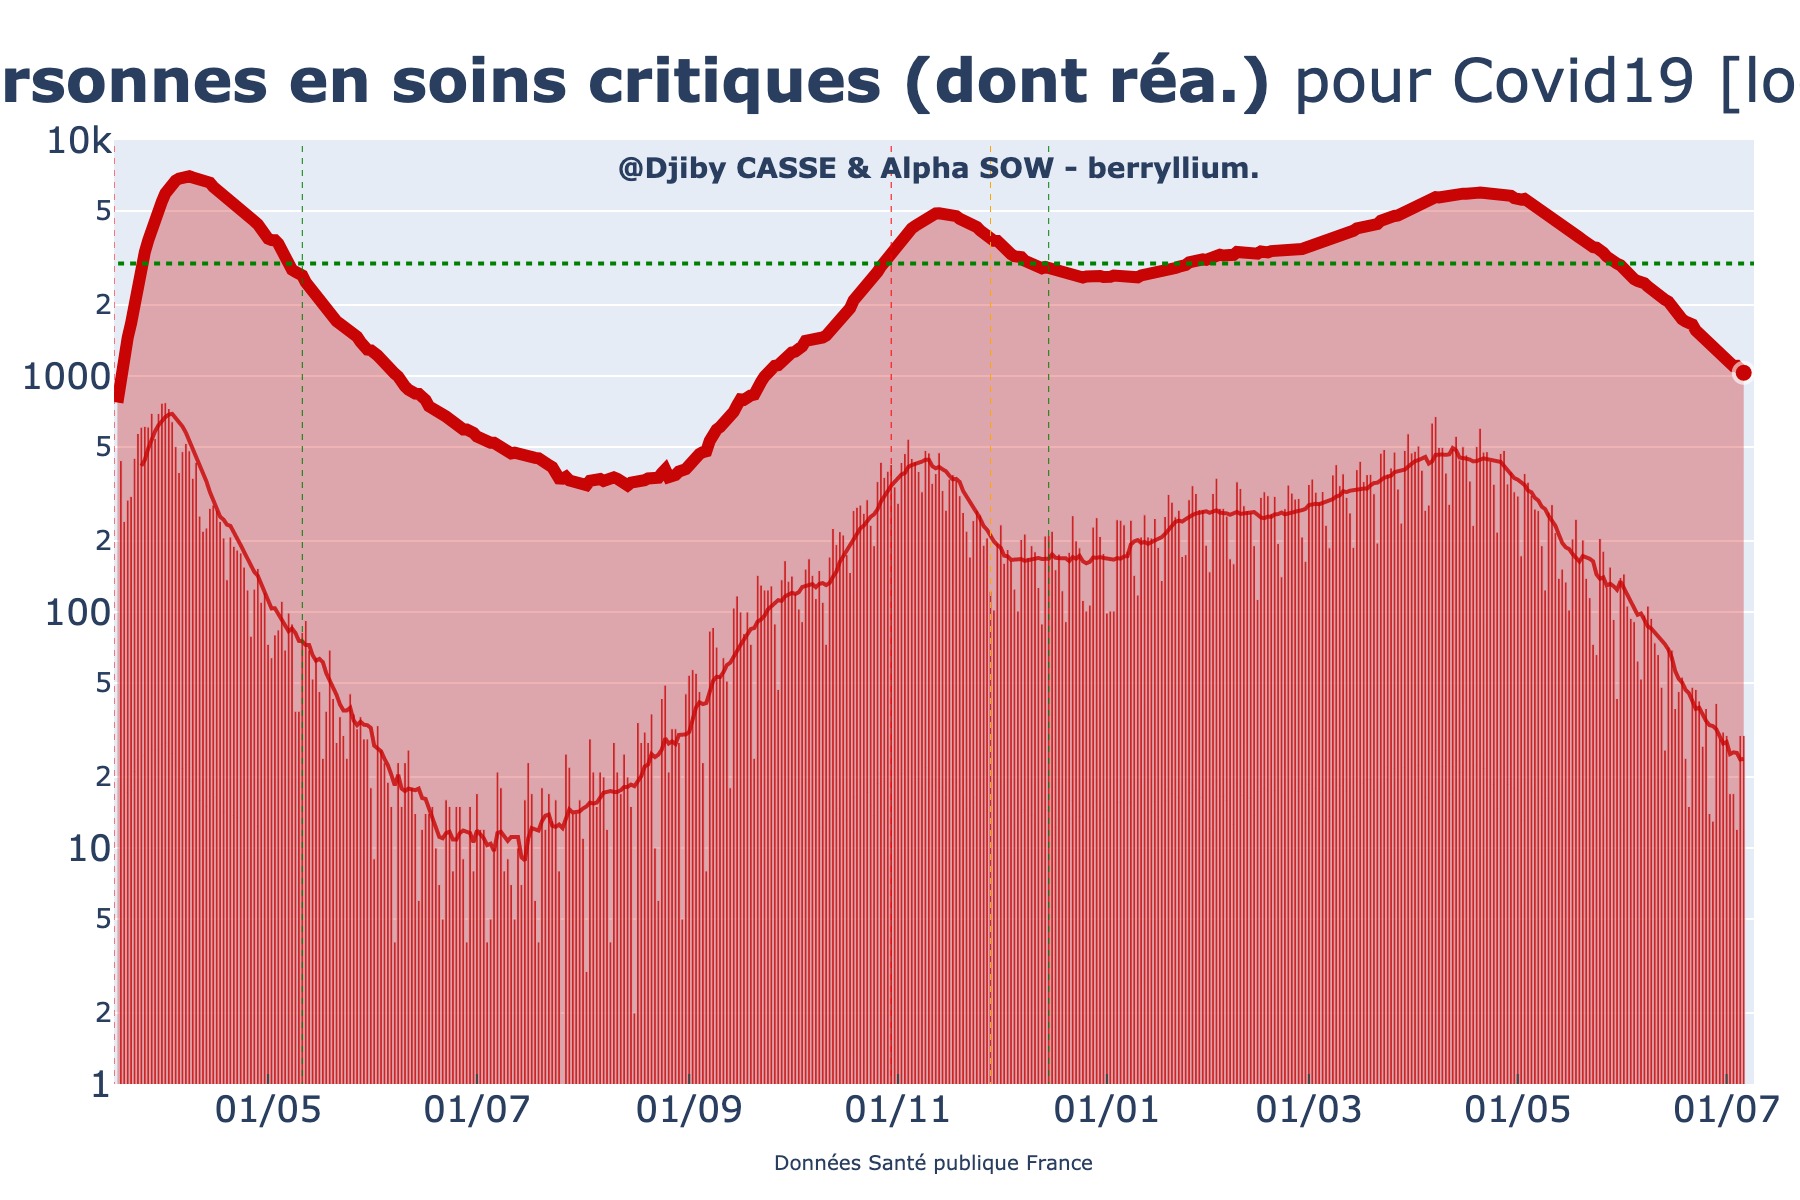 rsonnes en soins critiques (dont réa.) pour Covid19 [lo
@Djiby CASSE & Alpha SOW - berryllium.
10k
5
2
1000
5
2
100
5
2
10
5
2
1
01/05 01/07 01/09 01/11 01/01 01/03 01/05 01/07
Données Santé publique France